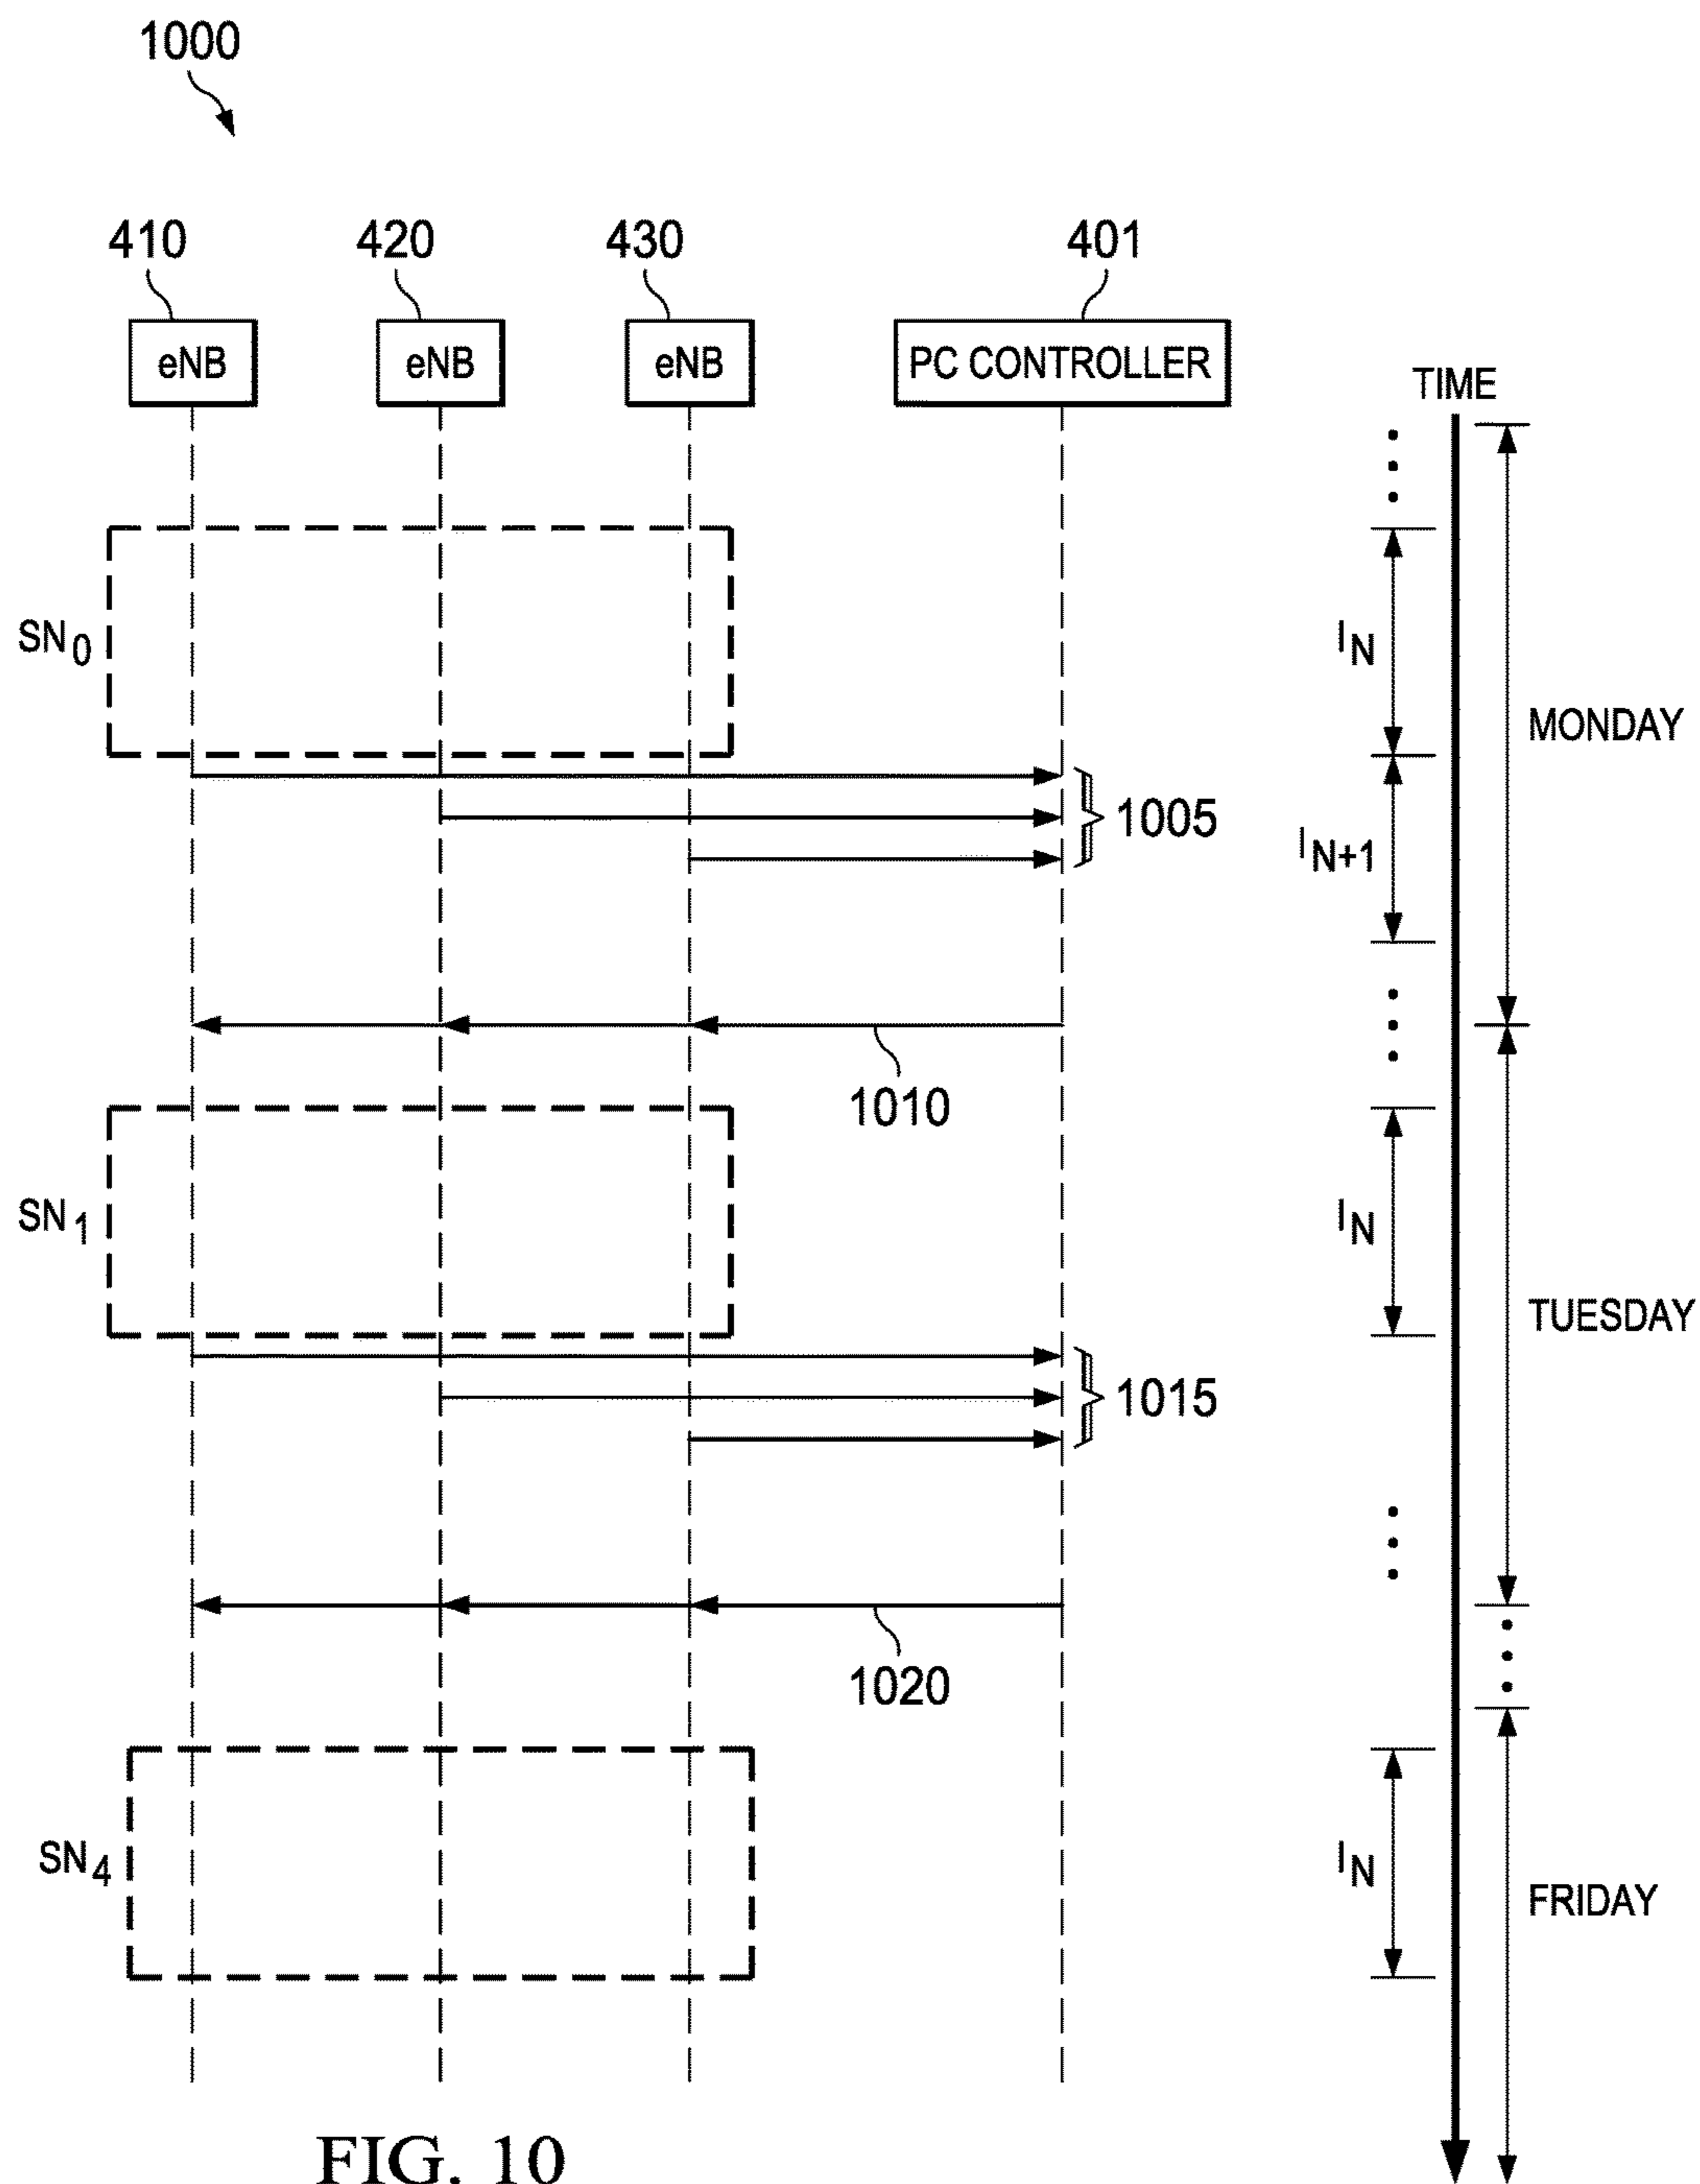 1000
410 420 430 401
eNB eNB eNB PC CONTROLLER
TIME
SN0 IN
MONDAY
1005 IN+1
1010
SN1 IN
TUESDAY
1015
1020
SN4 IN
FRIDAY
FIG. 10